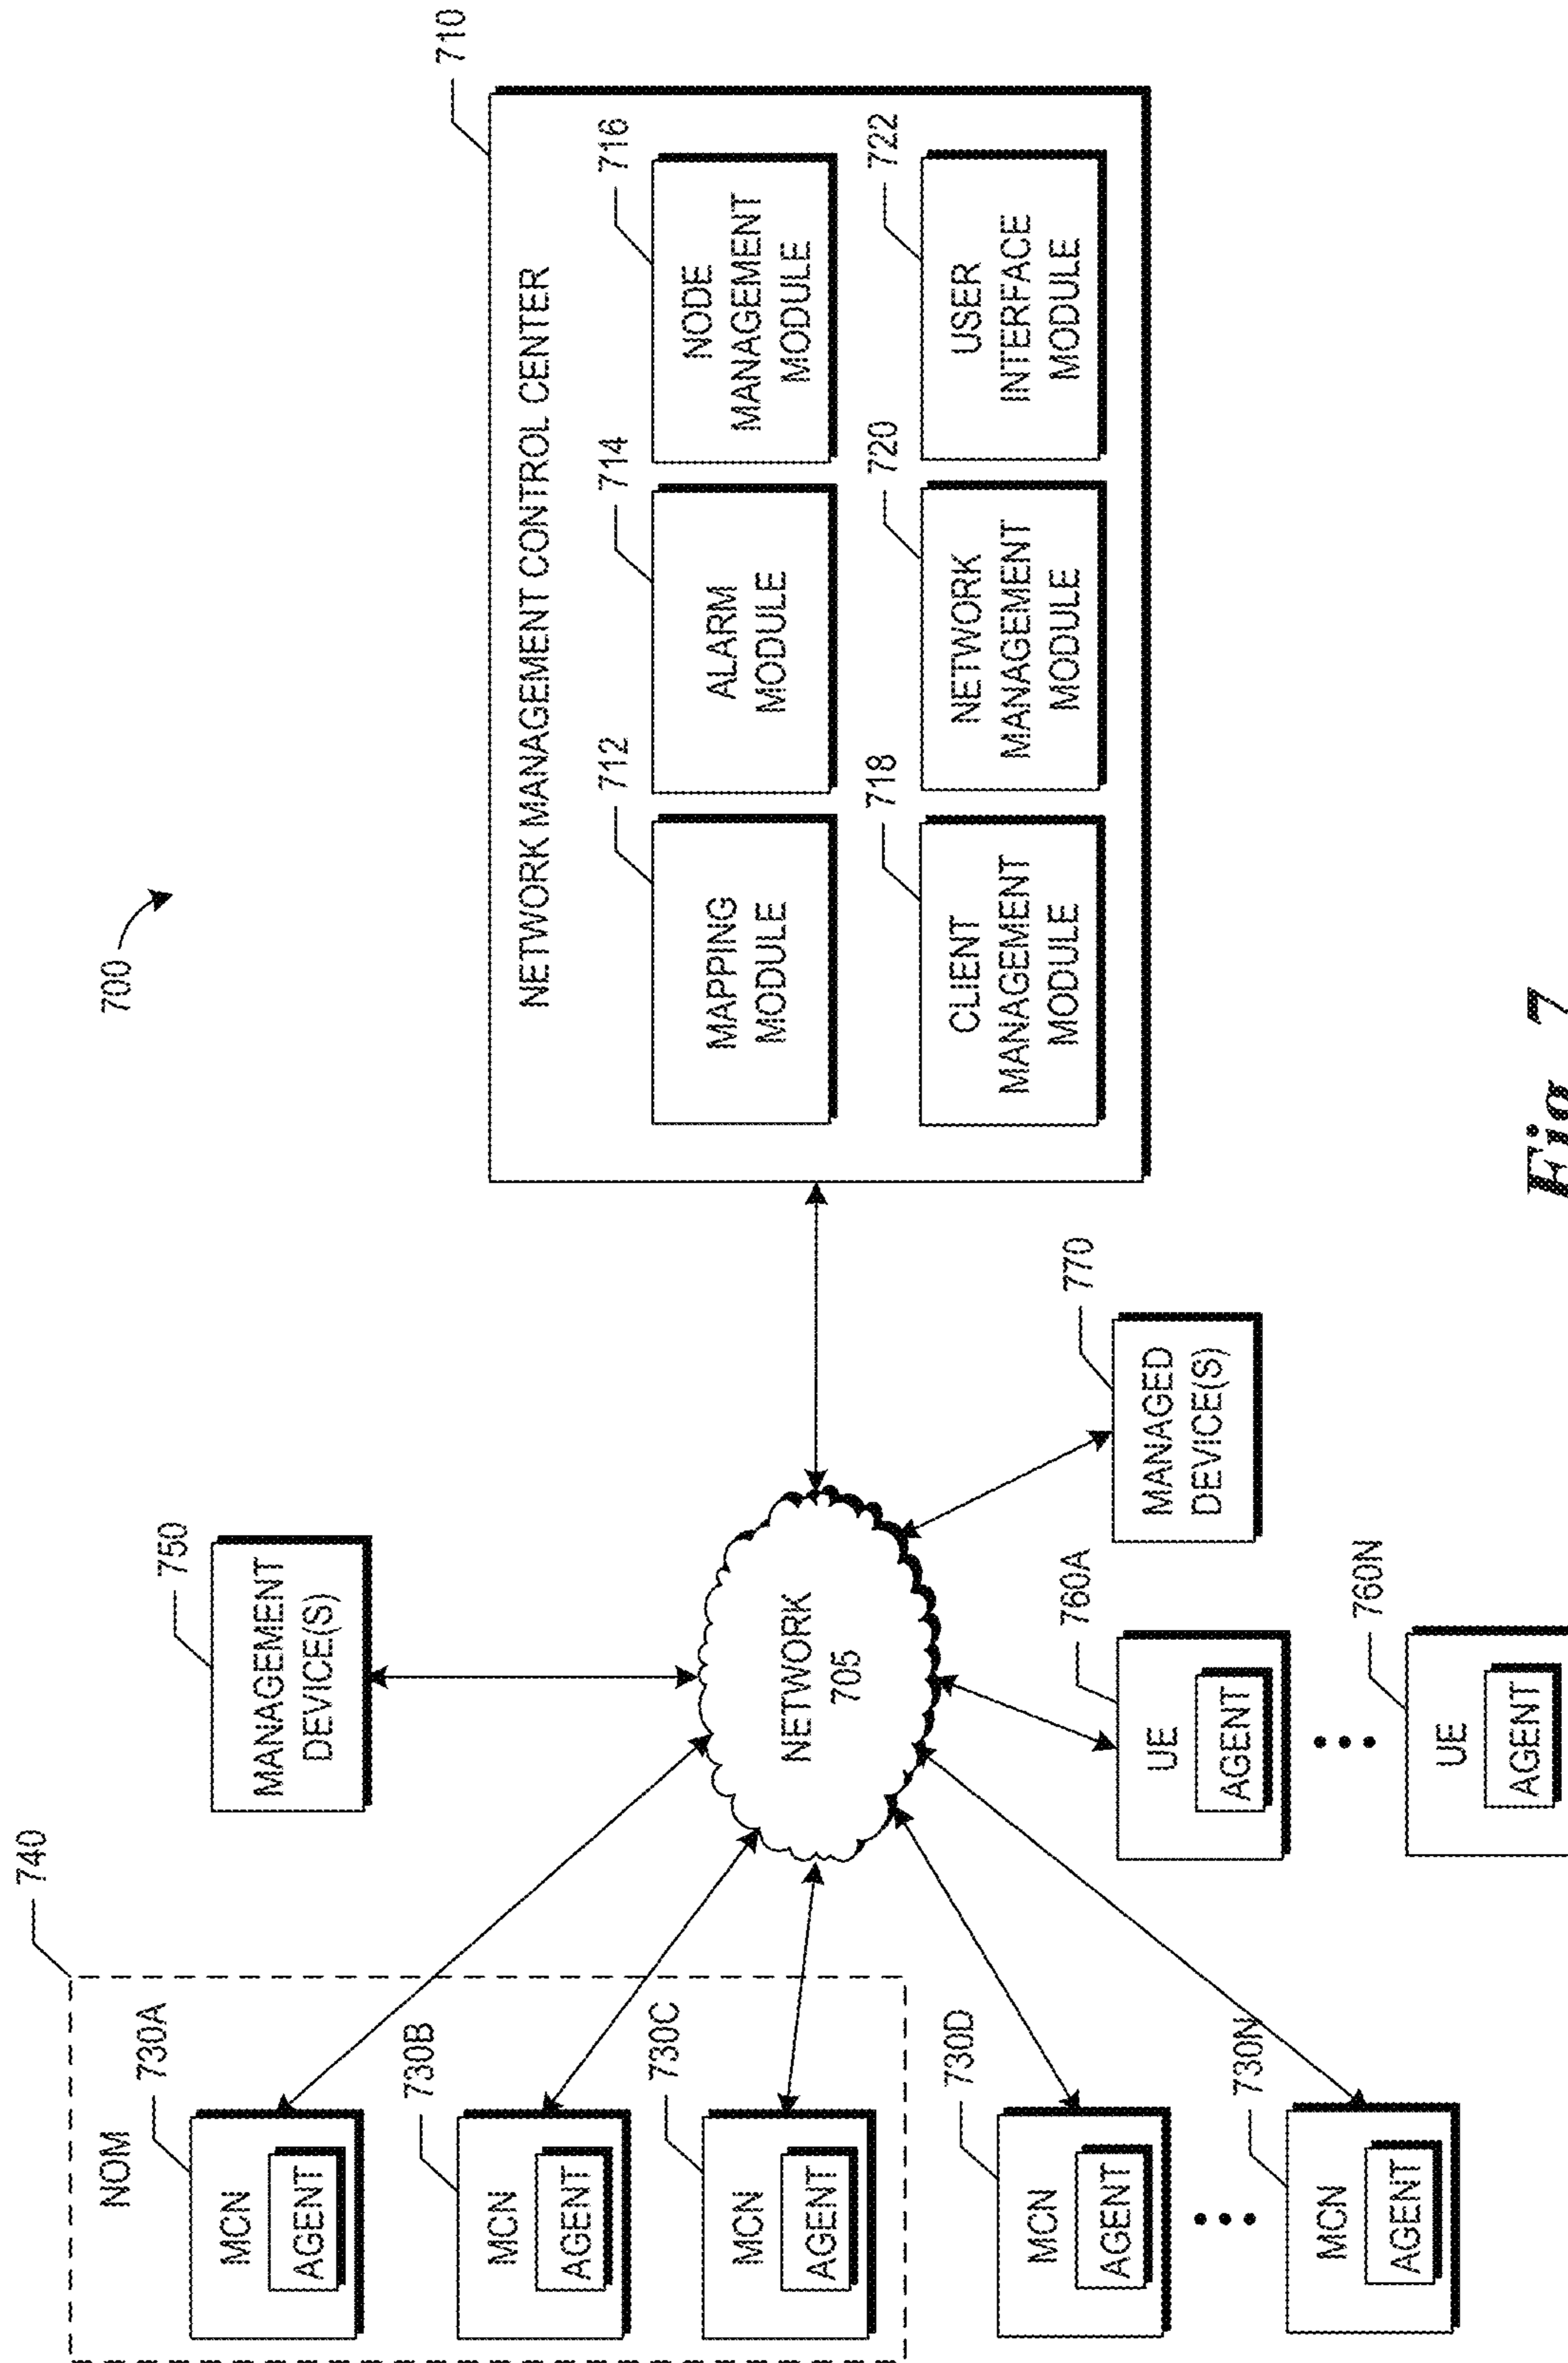 700
740
NOM
730A
MCN
AGENT
730B
MCN
AGENT
730C
MCN
AGENT
730D
MCN
AGENT
730N
MCN
AGENT
750
MANAGEMENT
DEVICE(S)
NETWORK
705
760A
UE
AGENT
760N
UE
AGENT
770
MANAGED
DEVICE(S)
710
NETWORK MANAGEMENT CONTROL CENTER
712
MAPPING
MODULE
714
ALARM
MODULE
716
NODE
MANAGEMENT
MODULE
718
CLIENT
MANAGEMENT
MODULE
720
NETWORK
MANAGEMENT
MODULE
722
USER
INTERFACE
MODULE
Fig. 7